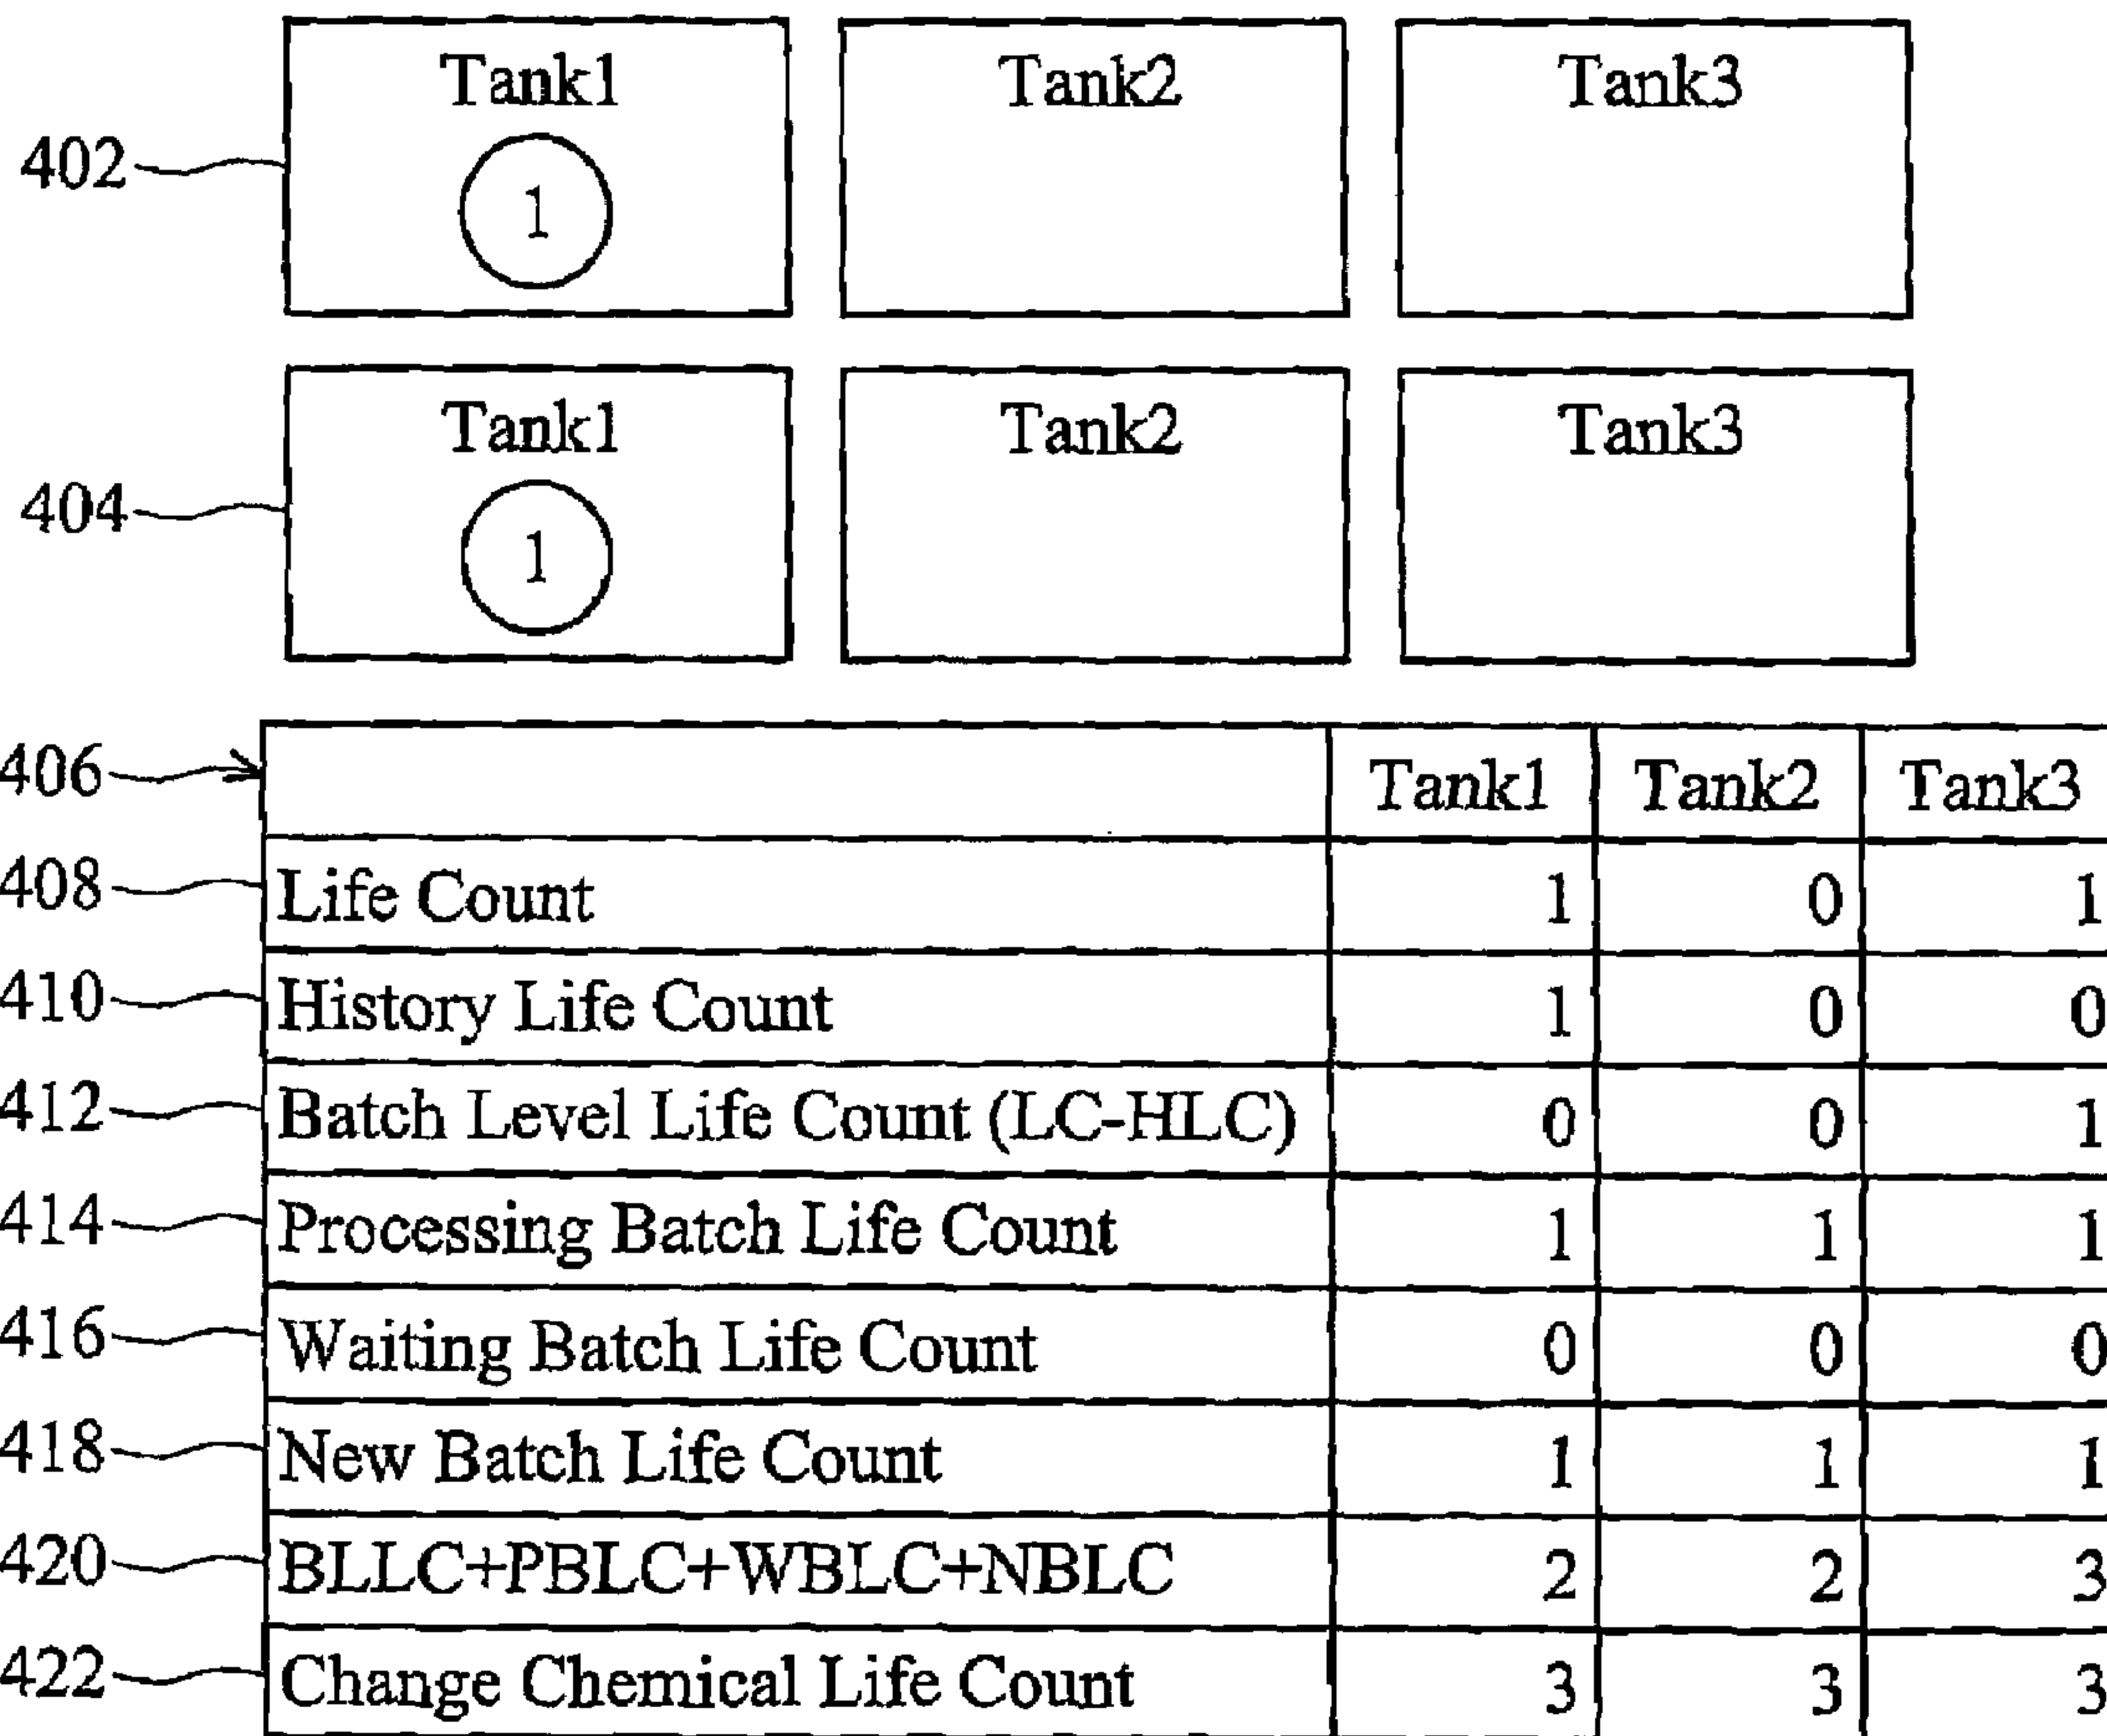 Tank1 Tank2 Tank3
402 1
Tank1 Tank2 Tank3
404 1
406 Tank1 Tank2 Tank3
408 Life Count 1 0 1
410 History Life Count 1 0 0
412 Batch Level Life Count (LC-HLC) 0 0 1
414 Processing Batch Life Count 1 1 1
416 Waiting Batch Life Count 0 0 0
418 New Batch Life Count 1 1 1
420 BLLC+PBLC+WBLC+NBLC 2 2 3
422 Change Chemical Life Count 3 3 3